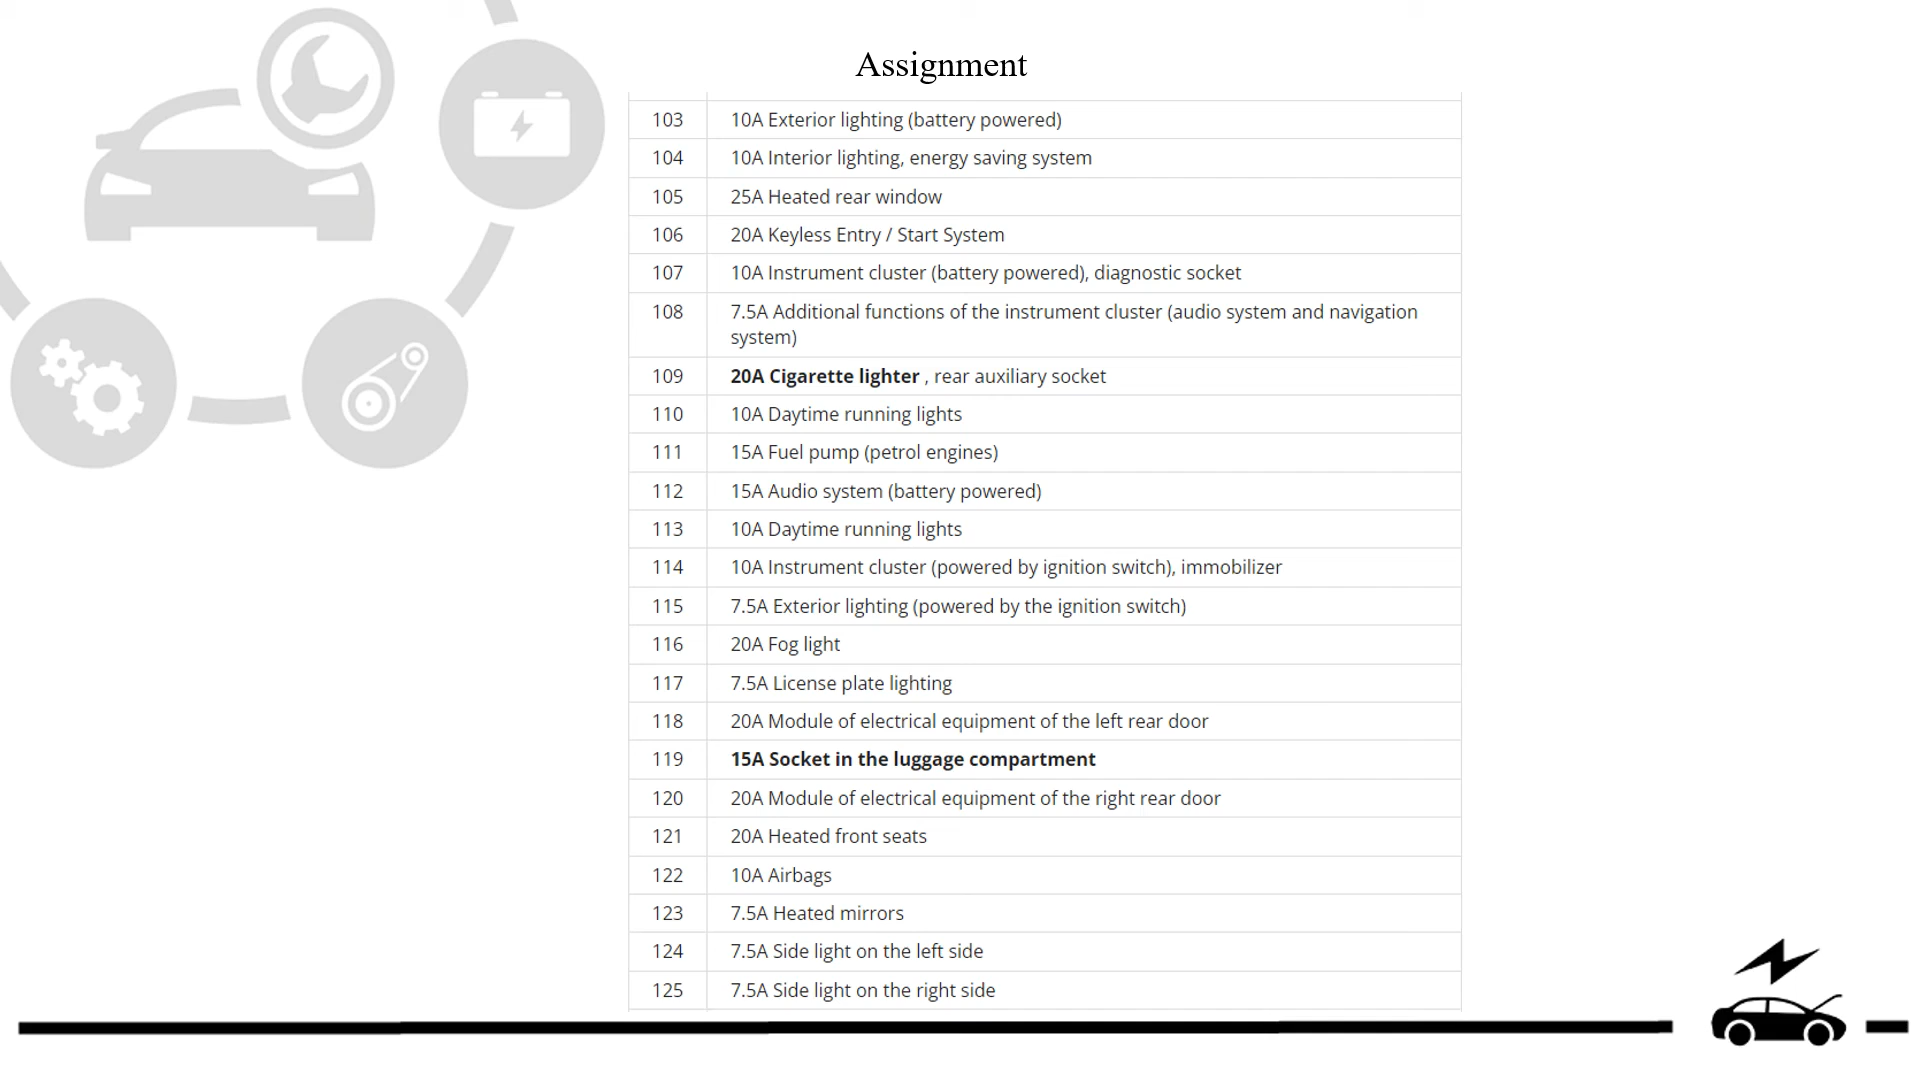 Assignment
103 10A Exterior lighting (battery powered)
104 10A Interior lighting, energy saving system
105 25A Heated rear window
106 20A Keyless Entry / Start System
107 10A Instrument cluster (battery powered), diagnostic socket
108 7.5A Additional functions of the instrument cluster (audio system and navigation
system)
109 20A Cigarette lighter , rear auxiliary socket
110 10A Daytime running lights
111 15A Fuel pump (petrol engines)
112 15A Audio system (battery powered)
113 10A Daytime running lights
114 10A Instrument cluster (powered by ignition switch), immobilizer
115 7.5A Exterior lighting (powered by the ignition switch)
116 20A Fog light
117 7.5A License plate lighting
118 20A Module of electrical equipment of the left rear door
119 15A Socket in the luggage compartment
120 20A Module of electrical equipment of the right rear door
121 20A Heated front seats
122 10A Airbags
123 7.5A Heated mirrors
124 7.5A Side light on the left side
125 7.5A Side light on the right side